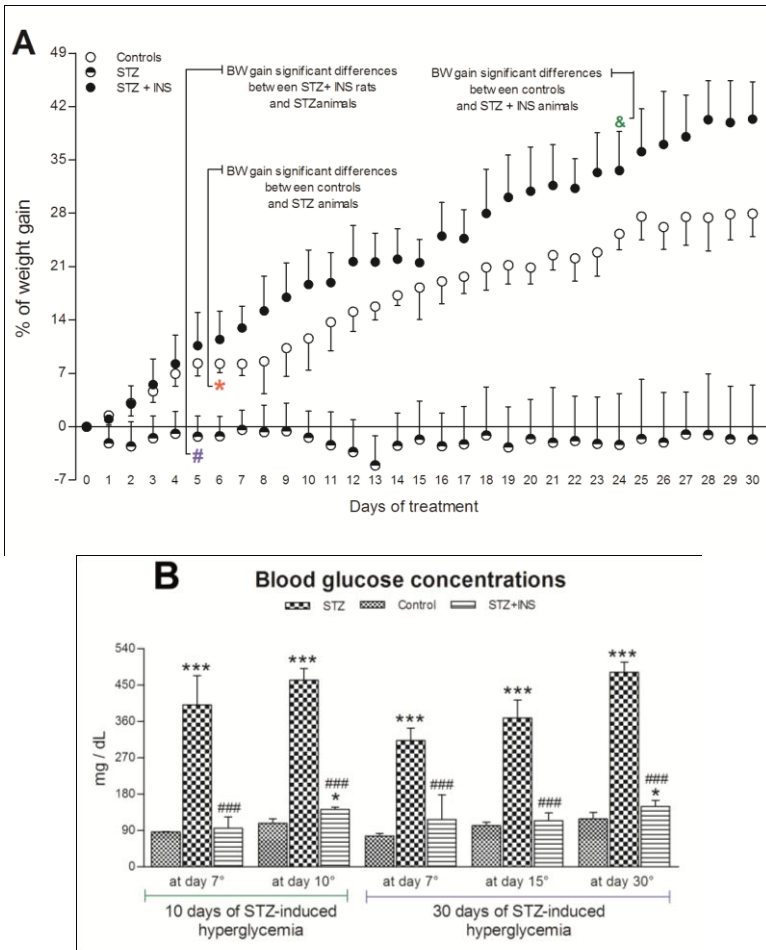 A
Controls
STZ
STZ + INS
BW gain significant differences
between STZ+ INS rats
and STZanimals
BW gain significant differences
between controls
and STZ + INS animals
&
BW gain significant differences
between controls
and STZ animals
*
#
% of weight gain
49
42
35
28
21
14
7
0
-7
0 1 2 3 4 5 6 7 8 9 10 11 12 13 14 15 16 17 18 19 20 21 22 23 24 25 26 27 28 29 30
Days of treatment
B
Blood glucose concentrations
STZ Control STZ+INS
mg / dL
540
450
360
270
180
90
0
*** *** *** *** ***
### ### ### ### ###
* *
at day 7° at day 10° at day 7° at day 15° at day 30°
10 days of STZ-induced
hyperglycemia
30 days of STZ-induced
hyperglycemia